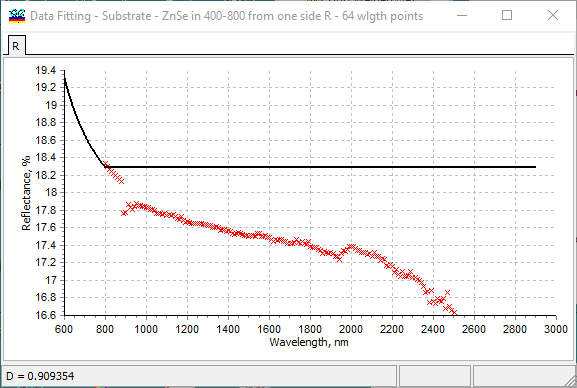 Data Fitting - Substrate - ZnSe in 400-800 from one side R - 64 wlgth points
R
19.4
19.2
19
18.8
18.6
18.4
18.2
18
17.8
17.6
17.4
17.2
17
16.8
16.6
Reflectance, %
600 800 1000 1200 1400 1600 1800 2000 2200 2400 2600 2800 3000
Wavelength, nm
D = 0.909354